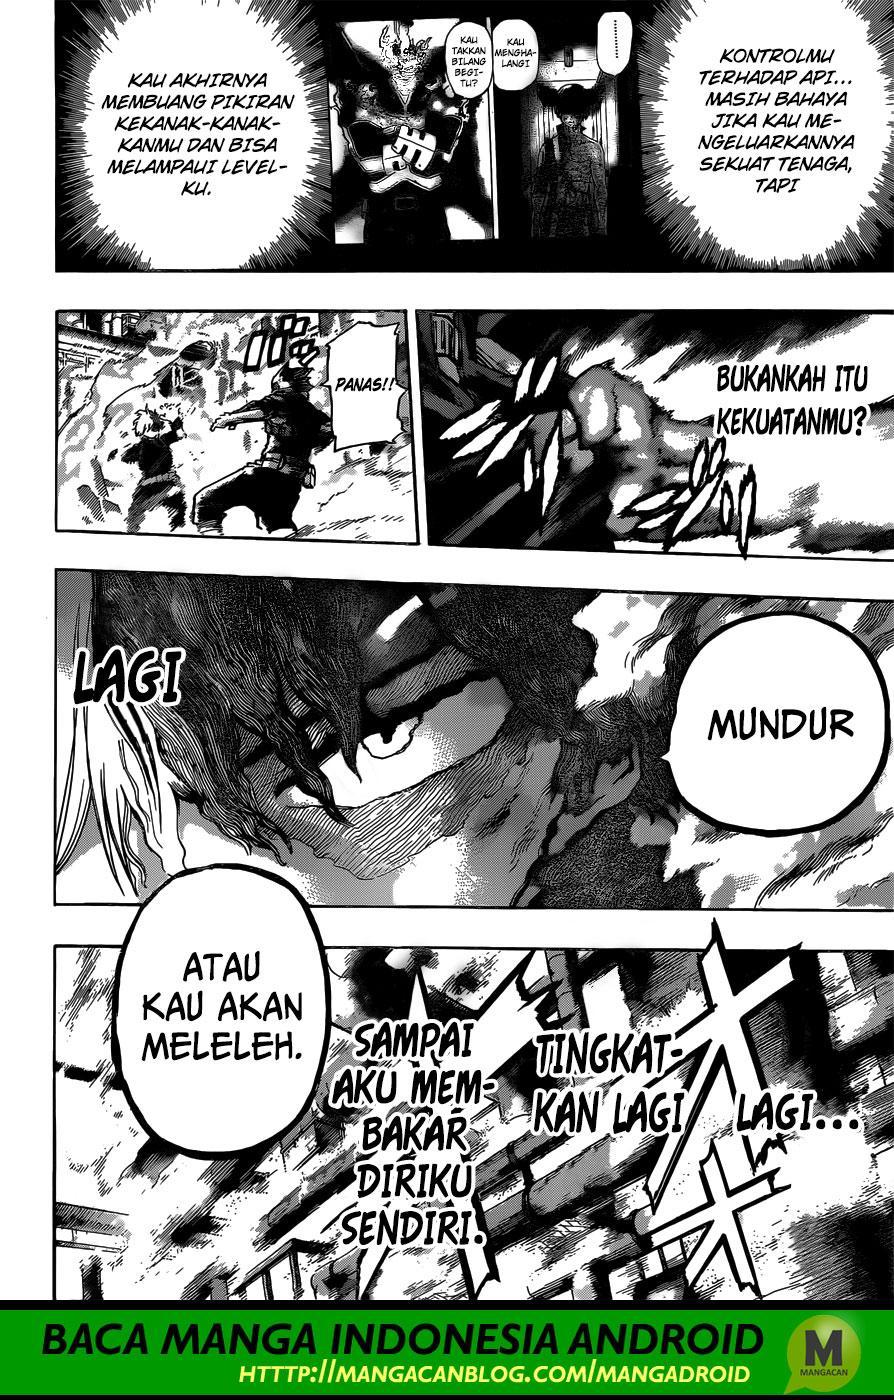 KONTROLMU
TERHADAP API...
MASIH BAHAYA
JIKA KAU ME-
NGELUARKANNYA
SEKUAT TENAGA,
TAPI
.........
KAU
MENGHA-
LANGI
KAU
TAKKAN
BILANG
BEGI-
TU?
KAU AKHIRNYA
MEMBUANG PIKIRAN
KEKANAK-KANAK-
KANMU DAN BISA
MELAMPAUI LEVEL-
KU.
BUKANKAH ITU
KEKUATANMU?
PANAS!!
MUNDUR
LAGI
LAGI...
TINGKAT-
KAN LAGI
SAMPAI
AKU MEM-
BAKAR
DIRIKU
SENDIRI.
ATAU
KAU AKAN
MELELEH.
BACA MANGA INDONESIA ANDROID
HTTTP://MANGACANBLOG.COM/MANGADROID
M
MANGACAN